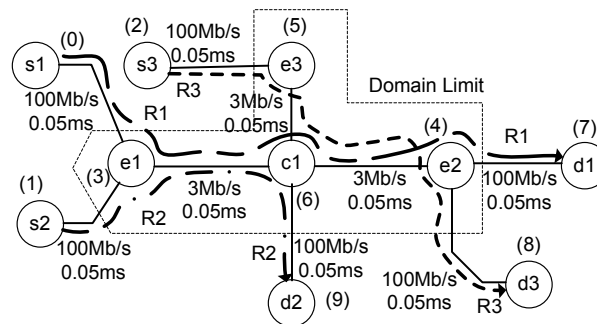 100Mb/s
0.05ms
(5)
(2)
(0)
s1
s3
e3
R3
Domain Limit
100Mb/s
0.05ms
R1
3Mb/s
0.05ms
(4)
R1
(7)
e1
c1
e2
d1
(3)
(1)
3Mb/s
0.05ms
(6)
3Mb/s
0.05ms
100Mb/s
0.05ms
s2
R2
100Mb/s
0.05ms
R2
100Mb/s
0.05ms
(8)
100Mb/s
0.05ms
d3
R3
d2
(9)